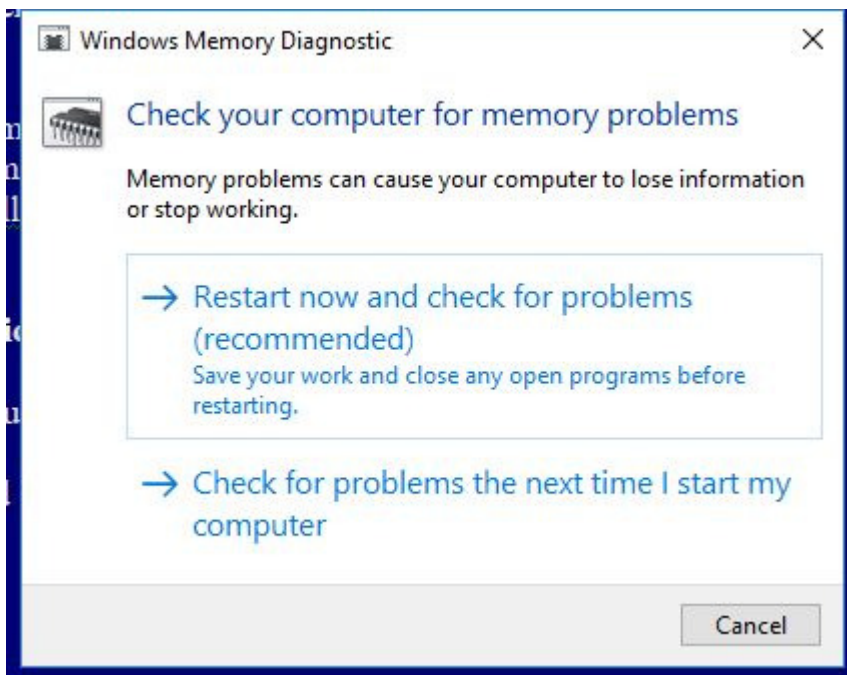 Windows Memory Diagnostic
Check your computer for memory problems
Memory problems can cause your computer to lose information
or stop working.
→ Restart now and check for problems
(recommended)
Save your work and close any open programs before
restarting.
→ Check for problems the next time I start my
computer
Cancel